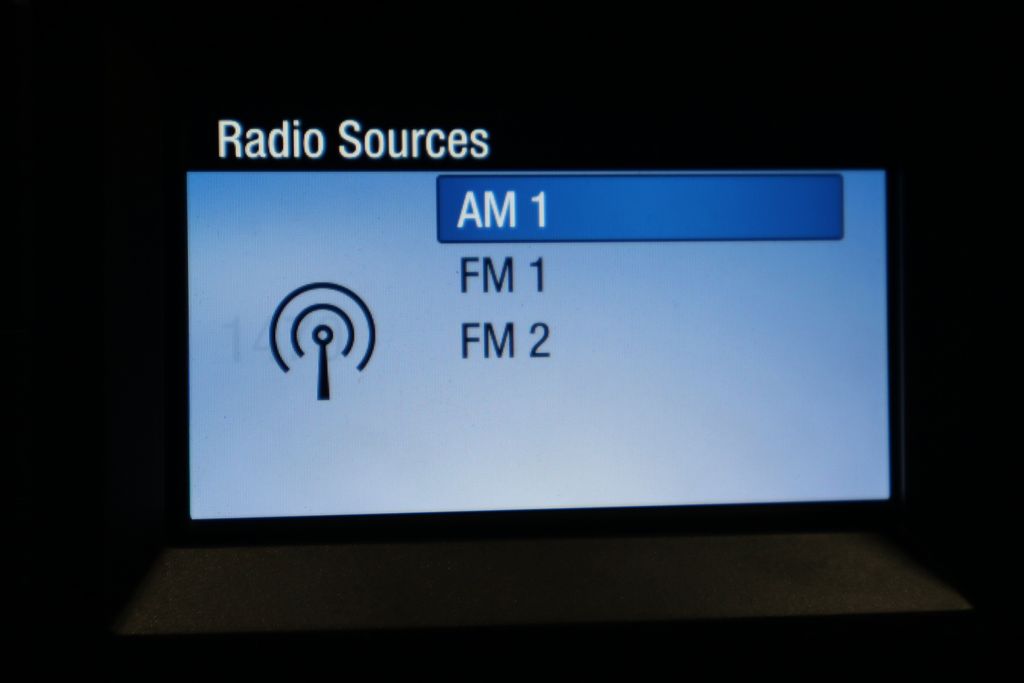 Radio Sources
AM 1
FM 1
FM 2